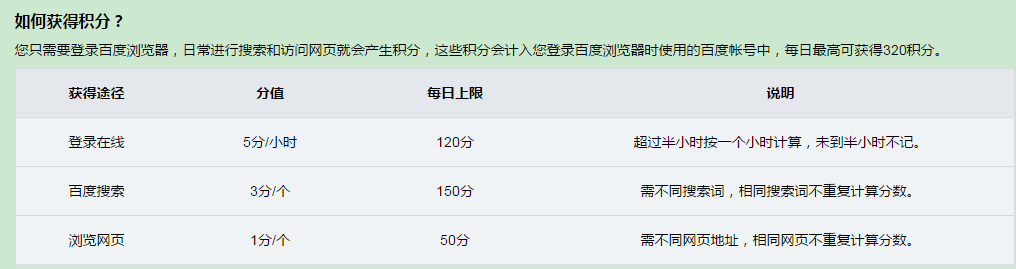 如何获得积分？
您只需要登录百度浏览器，日常进行搜索和访问网页就会产生积分，这些积分会计入您登录百度浏览器时使用的百度帐号中，每日最高可获得320积分。
获得途径 分值 每日上限 说明
登录在线 5分/小时 120分 超过半小时按一个小时计算，未到半小时不记。
百度搜索 3分/个 150分 需不同搜索词，相同搜索词不重复计算分数。
浏览网页 1分/个 50分 需不同网页地址，相同网页不重复计算分数。